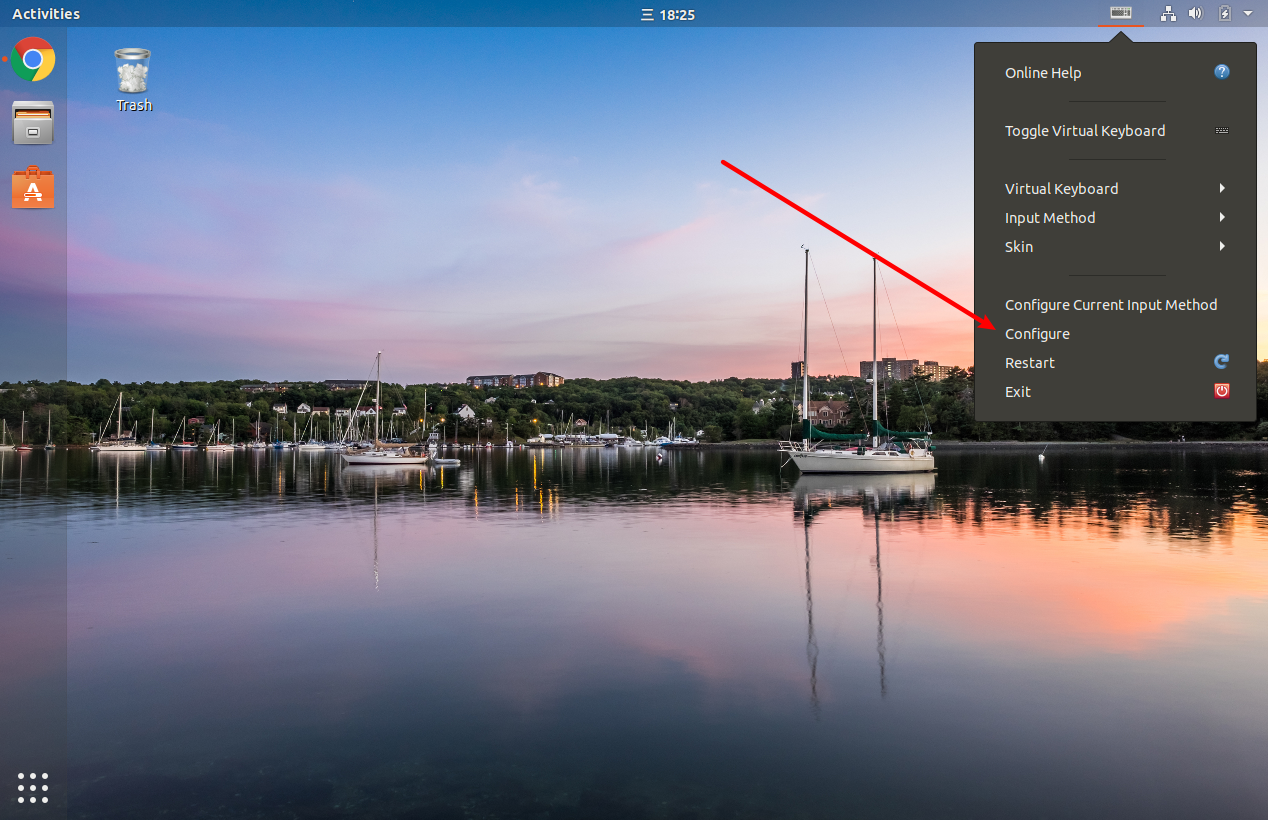 Activities
三 18:25
Trash
Online Help
Toggle Virtual Keyboard
Virtual Keyboard
Input Method
Skin
Configure Current Input Method
Configure
Restart
Exit